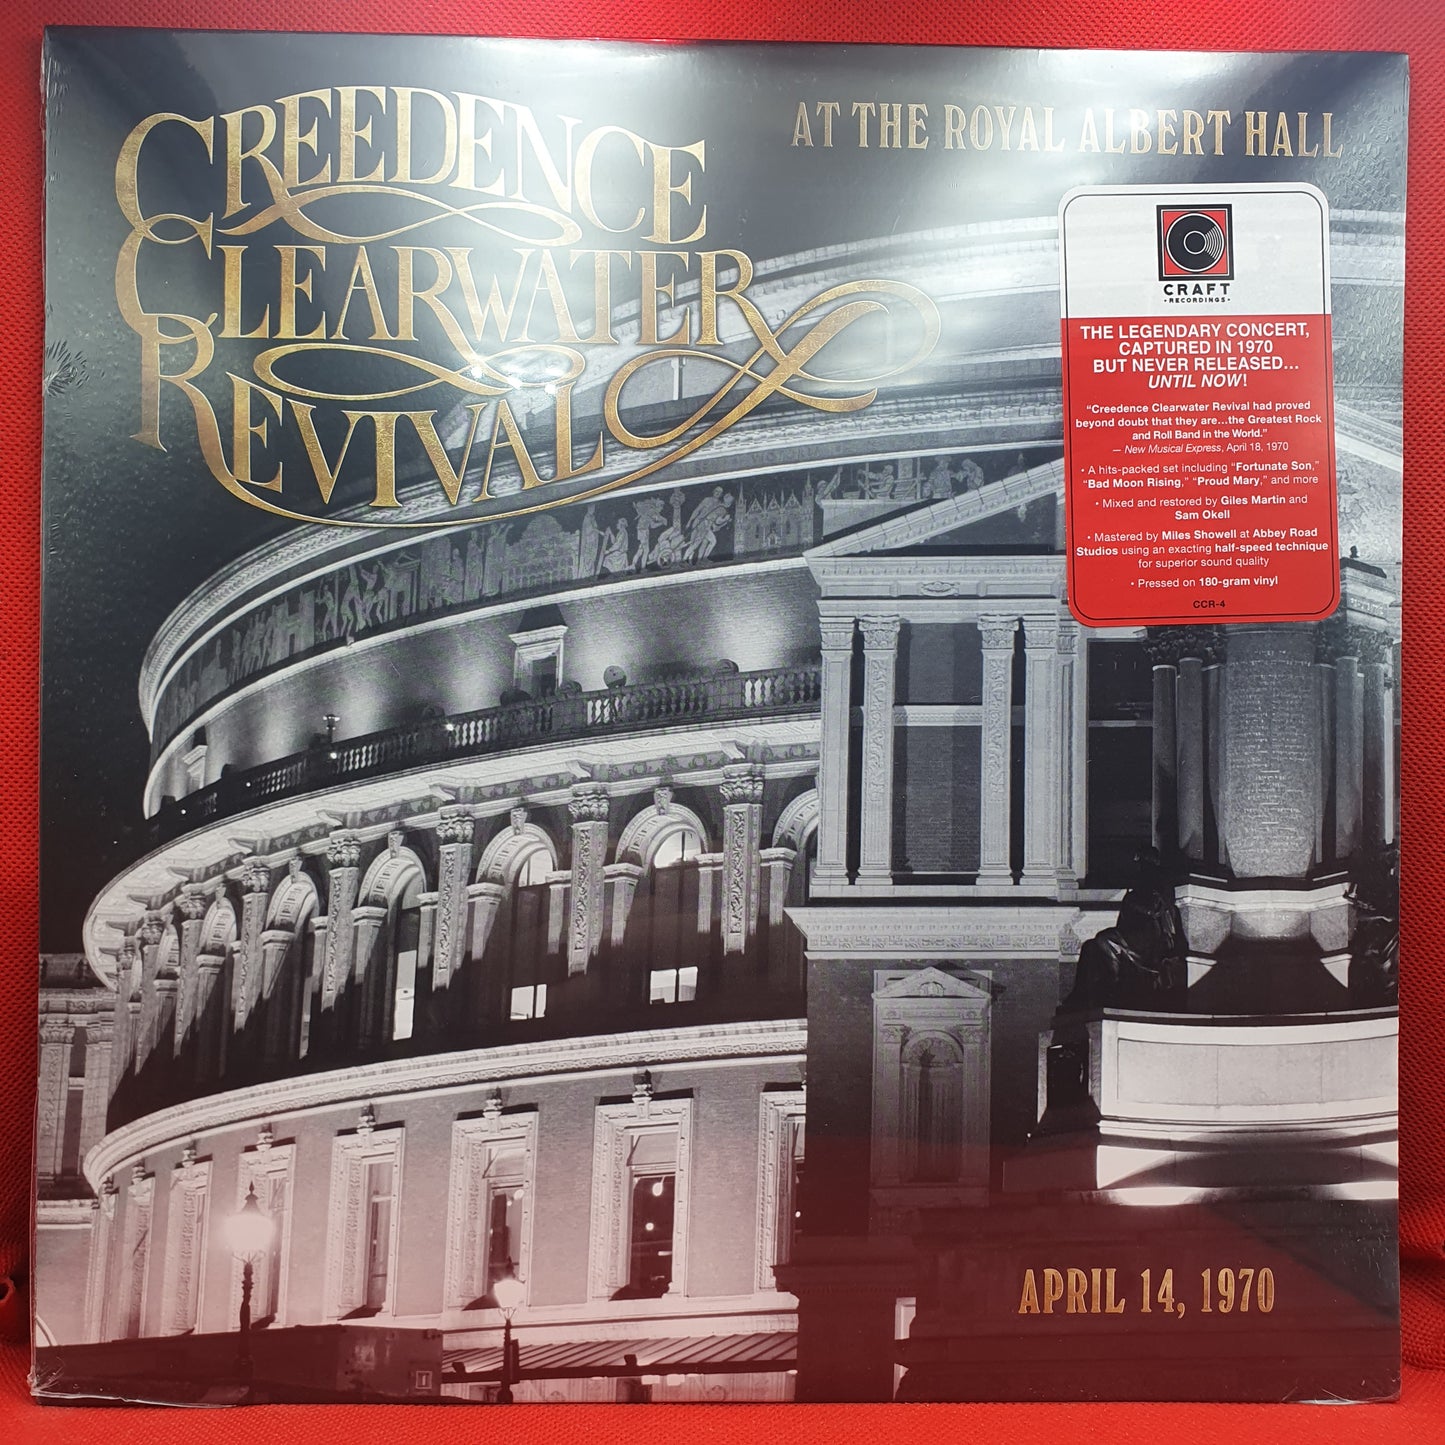 CREEDENCE
CLEARWATER
REVIVAL
AT THE ROYAL ALBERT HALL
CRAFT
• RECORDINGS •
THE LEGENDARY CONCERT,
CAPTURED IN 1970
BUT NEVER RELEASED...
UNTIL NOW!
“Creedence Clearwater Revival had proved
beyond doubt that they are...the Greatest Rock
and Roll Band in the World.”
— New Musical Express, April 18, 1970
• A hits-packed set including “Fortunate Son,”
“Bad Moon Rising,” “Proud Mary,” and more
• Mixed and restored by Giles Martin and
Sam Okell
• Mastered by Miles Showell at Abbey Road
Studios using an exacting half-speed technique
for superior sound quality
• Pressed on 180-gram vinyl
CCR-4
APRIL 14, 1970